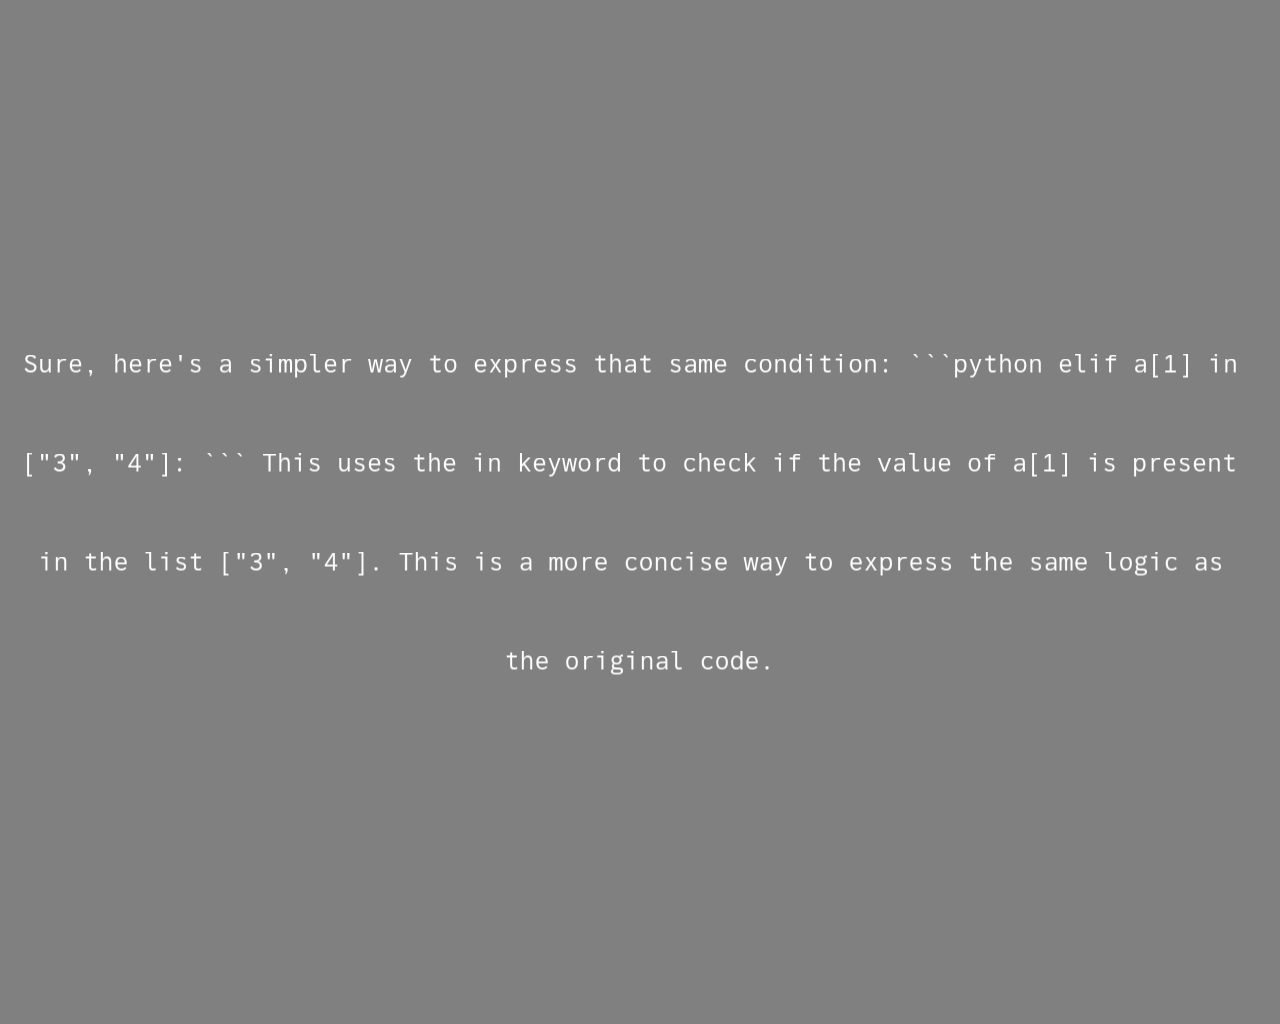 Sure, here's a simpler way to express that same condition: ```python elif a[1] in
["3", "4"]: ``` This uses the in keyword to check if the value of a[1] is present
in the list ["3", "4"]. This is a more concise way to express the same logic as
the original code.